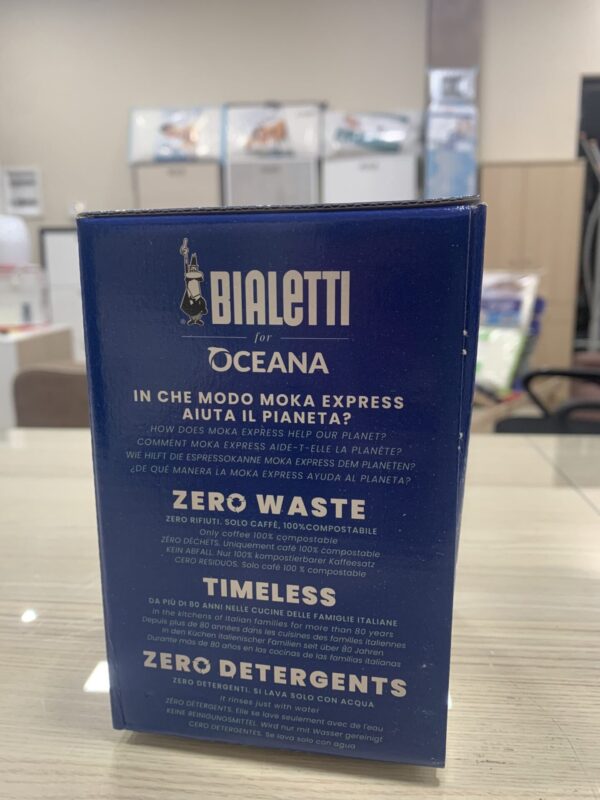 BIALETTI
for
OCEANA
IN CHE MODO MOKA EXPRESS
AIUTA IL PIANETA?
HOW DOES MOKA EXPRESS HELP OUR PLANET?
COMMENT MOKA EXPRESS AIDE-T-ELLE LA PLANÈTE?
WIE HILFT DIE ESPRESSOKANNE MOKA EXPRESS DEM PLANETEN?
¿DE QUÉ MANERA LA MOKA EXPRESS AYUDA AL PLANETA?
ZERO WASTE
ZERO RIFIUTI. SOLO CAFFÈ, 100%COMPOSTABILE
Only coffee 100% compostable
ZÉRO DÉCHETS. Uniquement café 100% compostable
KEIN ABFALL. Nur 100% kompostierbarer Kaffeesatz
CERO RESIDUOS. Solo café 100 % compostable
TIMELESS
DA PIÙ DI 80 ANNI NELLE CUCINE DELLE FAMIGLIE ITALIANE
In the kitchens of Italian families for more than 80 years
Depuis plus de 80 années dans les cuisines des familles italiennes
In den Küchen italienischer Familien seit über 80 Jahren
Durante mas de 80 años en las cocinas de las familias italianas
ZERO DETERGENTS
ZERO DETERGENTI. SI LAVA SOLO CON ACQUA
It rinses just with water
ZÉRO DETERGENTS. Elle se lave seulement avec de l'eau
KEINE REINIGUNGSMITTEL. Wird nur mit Wasser gereinigt
CERO DETERGENTES. Se lava solo con agua